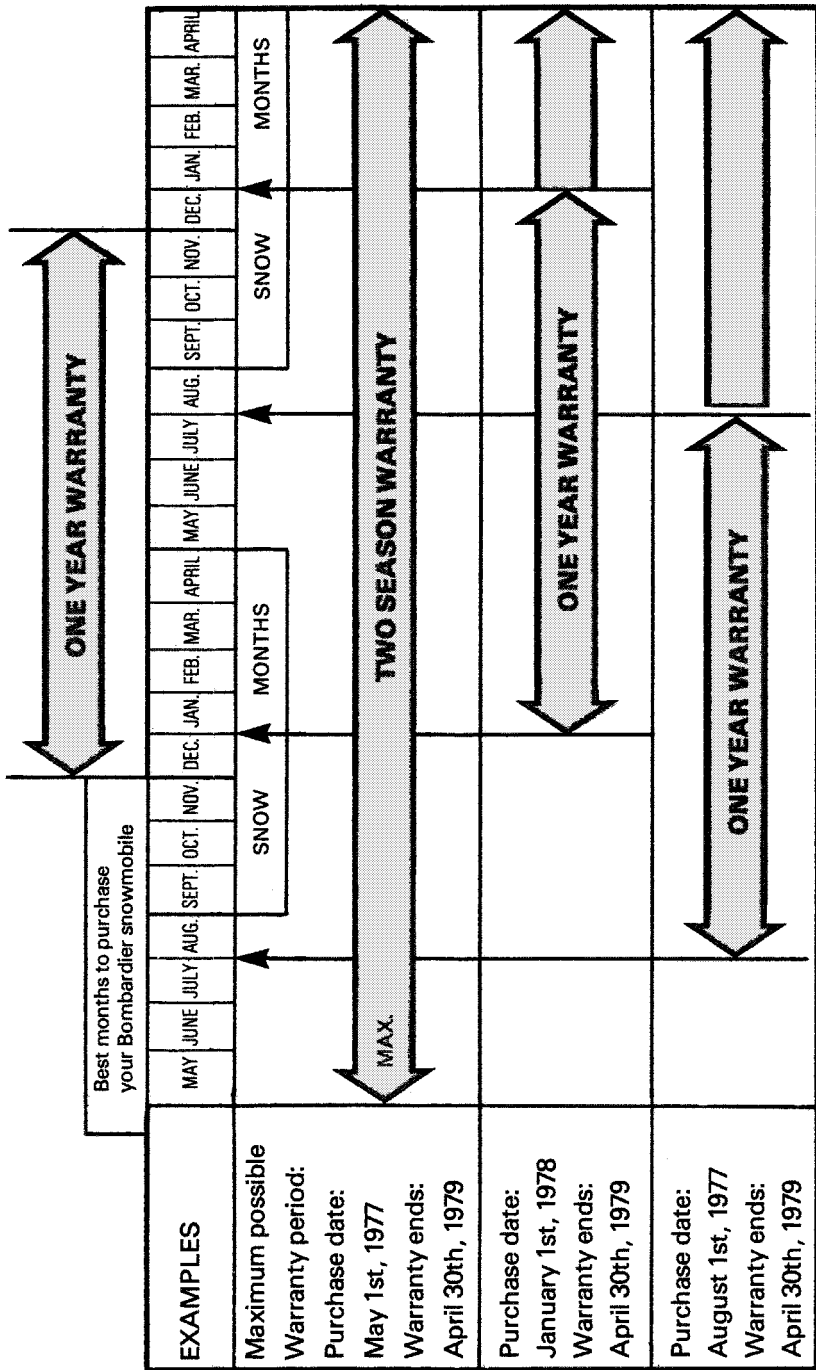 ONE YEAR WARRANTY
Best months to purchase
your Bombardier snowmobile
EXAMPLES
MAY JUNE JULY AUG. SEPT. OCT. NOV. DEC. JAN. FEB. MAR. APRIL MAY JUNE JULY AUG. SEPT. OCT. NOV. DEC. JAN. FEB. MAR. APRIL
SNOW MONTHS SNOW MONTHS
Maximum possible
Warranty period:
Purchase date:
May 1st, 1977
Warranty ends:
April 30th, 1979
MAX. TWO SEASON WARRANTY
Purchase date:
January 1st, 1978
Warranty ends:
April 30th, 1979
ONE YEAR WARRANTY
Purchase date:
August 1st, 1977
Warranty ends:
April 30th, 1979
ONE YEAR WARRANTY